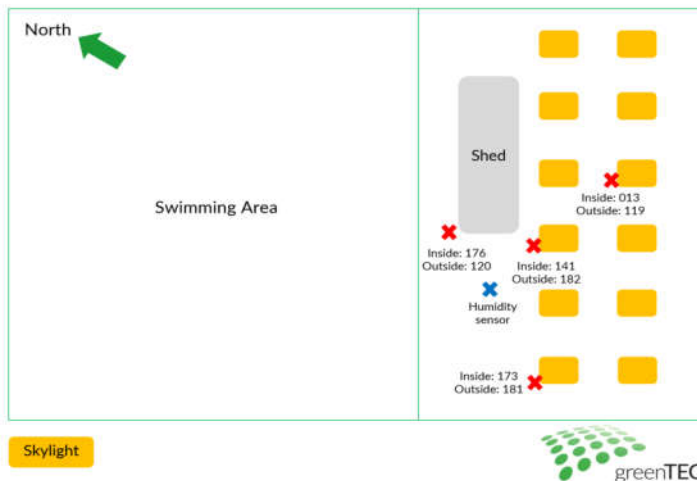 North
Shed
Swimming Area
Inside: 013
Outside: 119
Inside: 176
Outside: 120
Inside: 141
Outside: 182
Humidity
sensor
Inside: 173
Outside: 181
Skylight
greenTEG